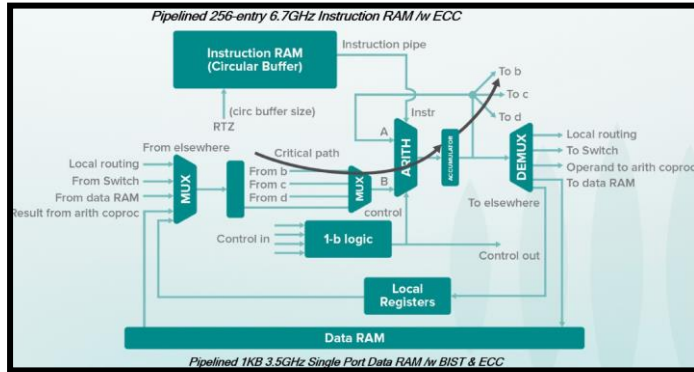 Pipelined 256-entry 6.7GHz Instruction RAM /w ECC
Instruction RAM
(Circular Buffer)
Instruction pipe
(circ buffer size)
RTZ
Instr
To b
To c
To d
A
From elsewhere
Critical path
Local routing
From Switch
From data RAM
Result from arith coproc
MUX
From b
From c
From d
MUX
B
ARITH
ACCUMULATOR
DEMUX
Local routing
To Switch
Operand to arith coproc
To data RAM
To elsewhere
control
Control in
1-b logic
Control out
Local
Registers
Data RAM
Pipelined 1KB 3.5GHz Single Port Data RAM /w BIST & ECC